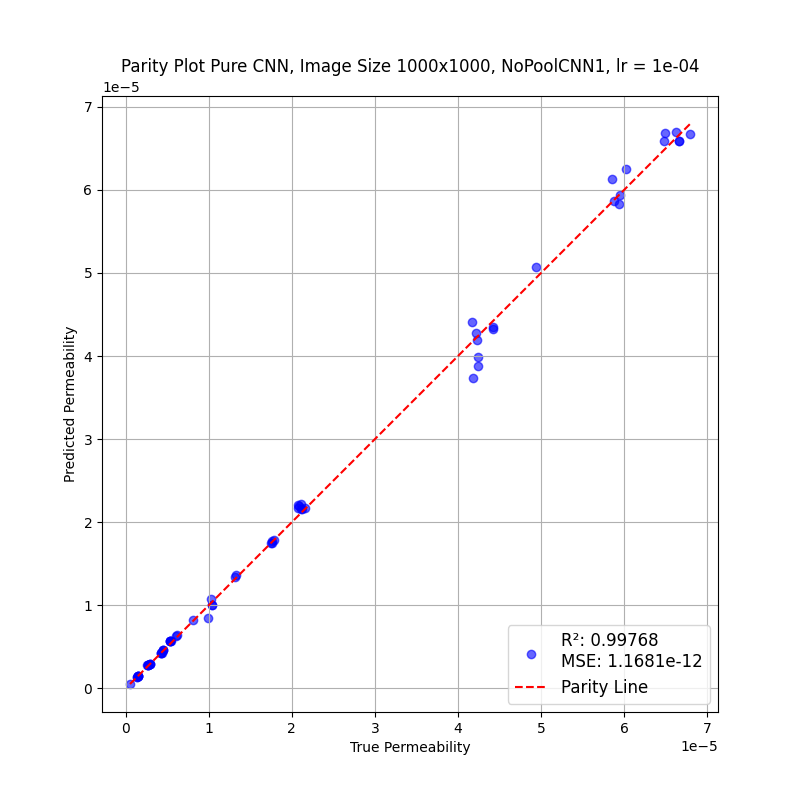 Parity Plot Pure CNN, Image Size 1000x1000, NoPoolCNN1, lr = 1e-04
1e−5
7
6
5
4
3
2
1
0
Predicted Permeability
R²: 0.99768
MSE: 1.1681e-12
Parity Line
0 1 2 3 4 5 6 7
True Permeability
1e−5